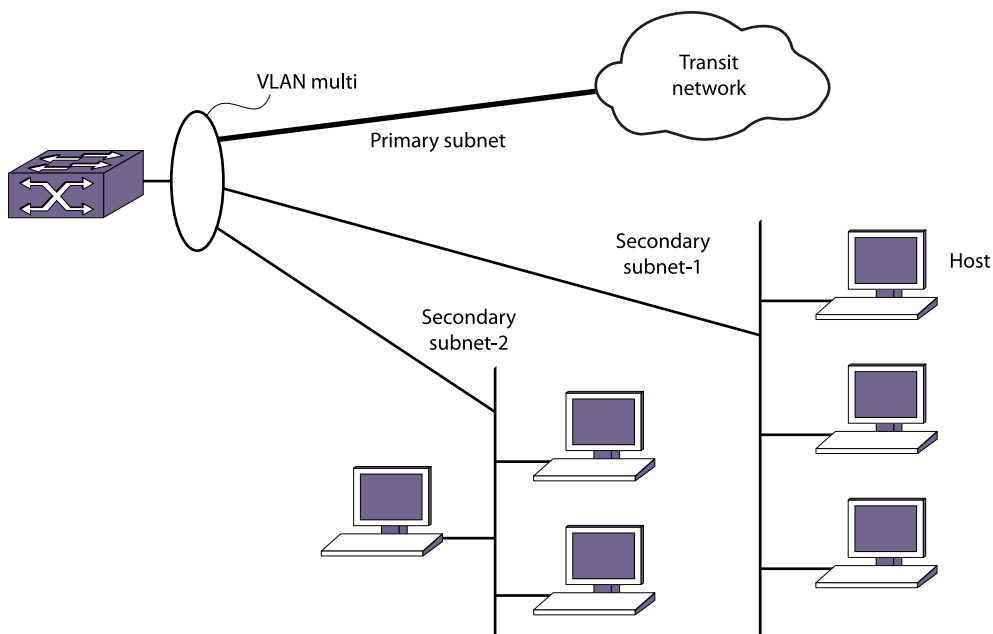 Transit
network
VLAN multi
Primary subnet
Secondary
subnet-1
Host
Secondary
subnet-2